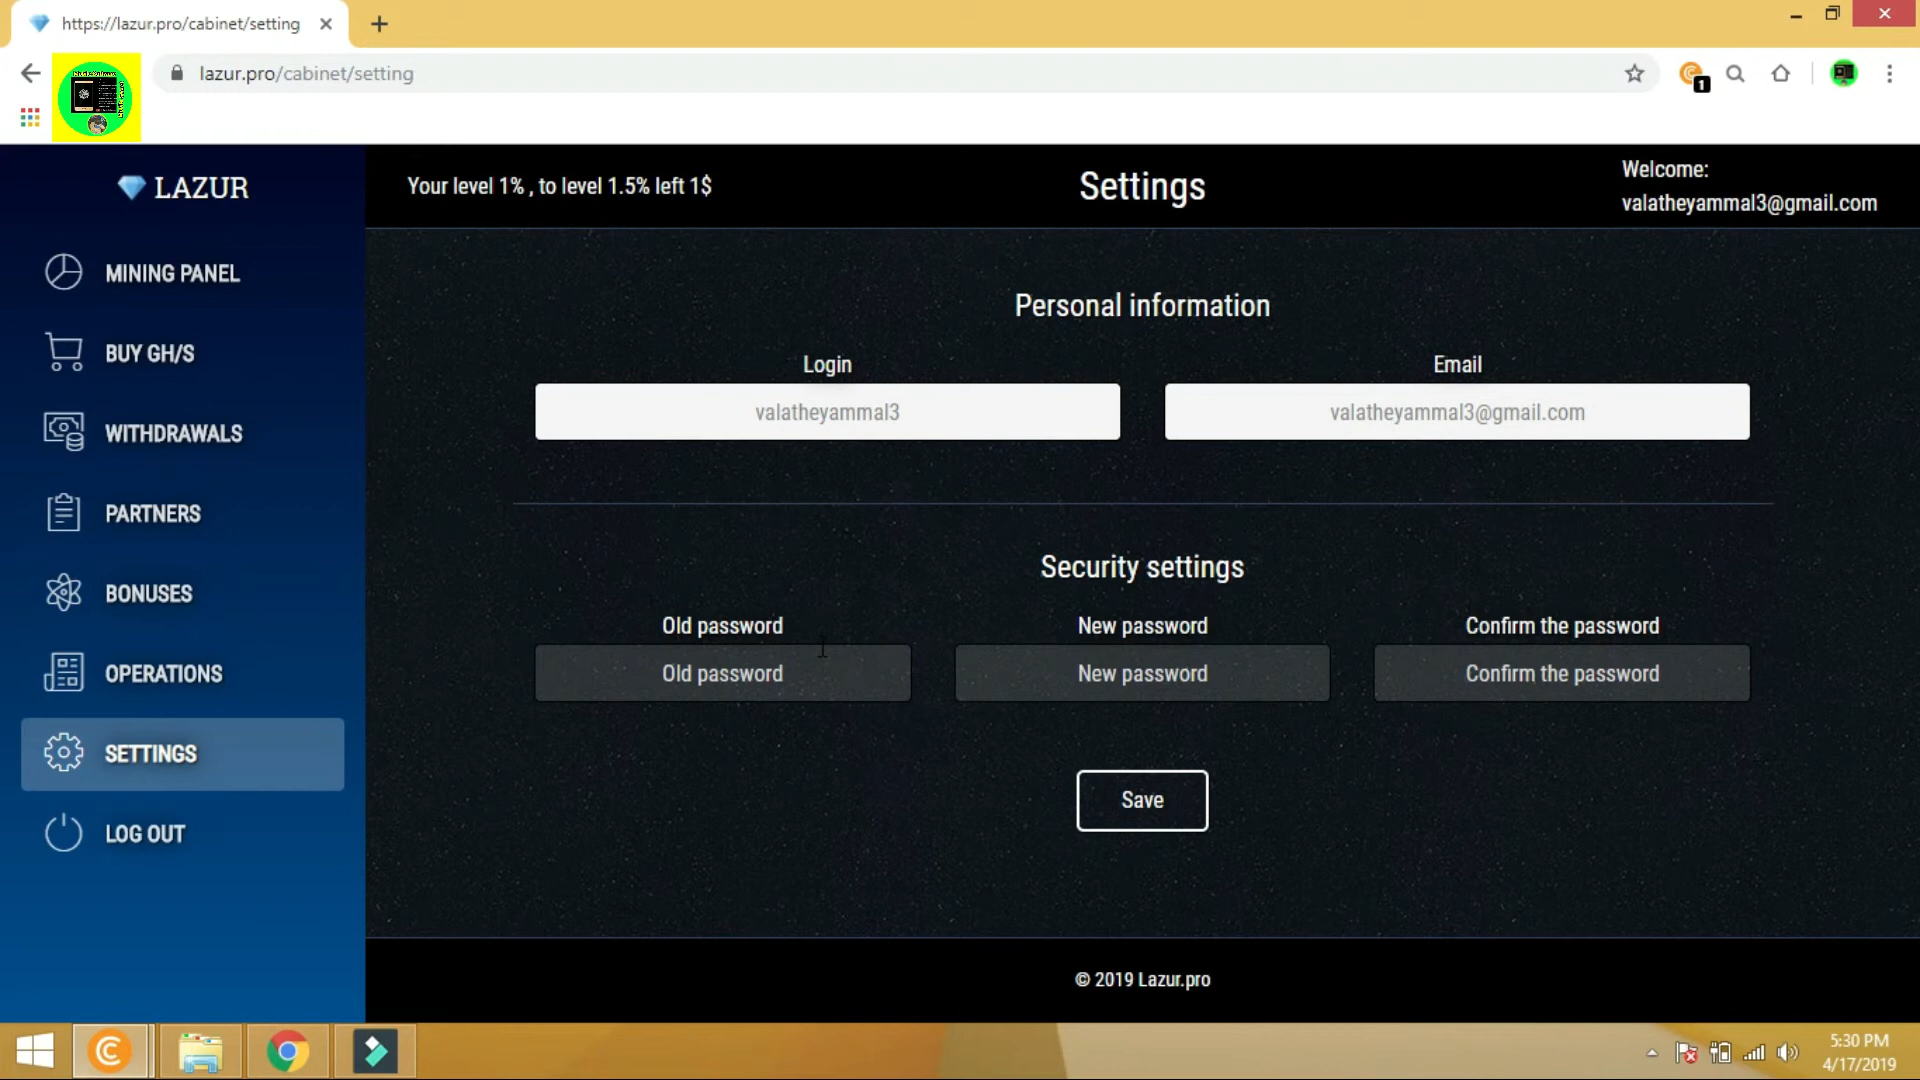 https://lazur.pro/cabinet/setting
lazur.pro/cabinet/setting
1
LAZUR
Your level 1% , to level 1.5% left 1$
Settings
Welcome:
valatheyammal3@gmail.com
MINING PANEL
BUY GH/S
WITHDRAWALS
PARTNERS
BONUSES
OPERATIONS
SETTINGS
LOG OUT
Personal information
Login
Email
valatheyammal3
valatheyammal3@gmail.com
Security settings
Old password
New password
Confirm the password
Old password
New password
Confirm the password
Save
© 2019 Lazur.pro
5:30 PM
4/17/2019